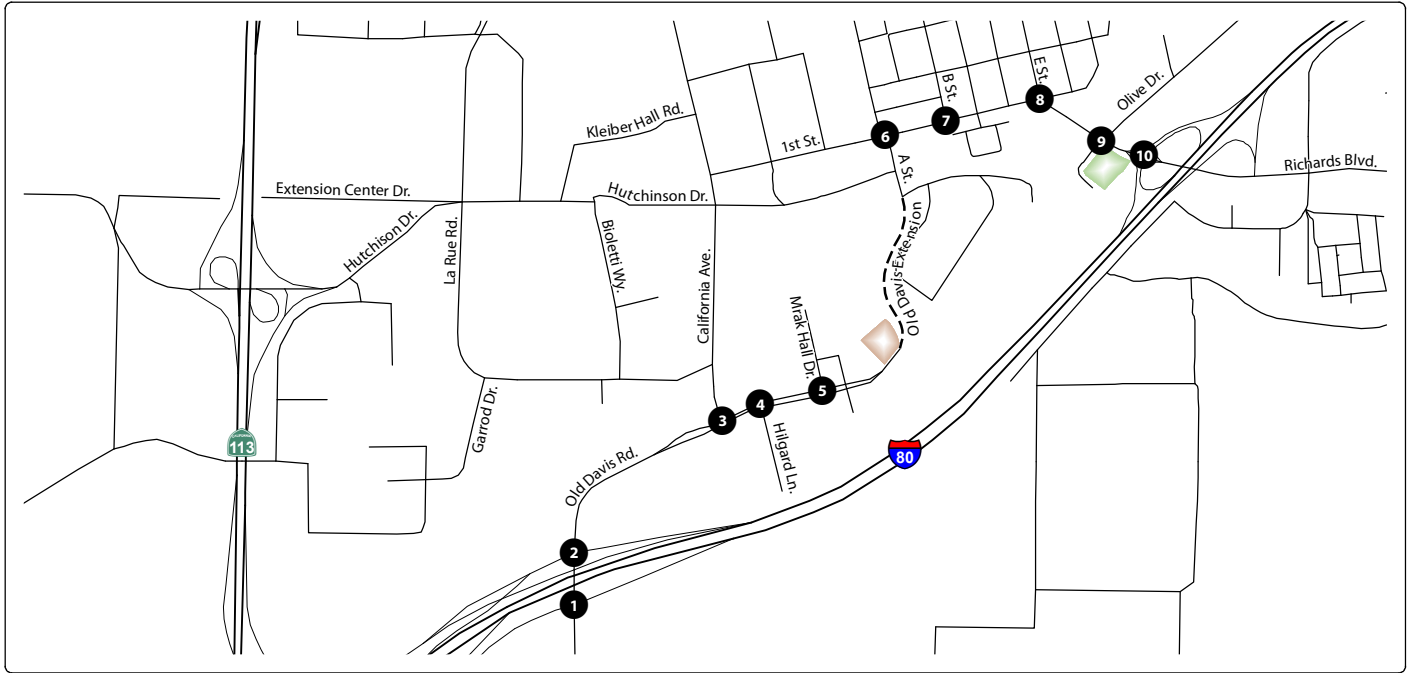 E St.
B St.
Olive Dr.
8
7
6
9
10
Kleiber Hall Rd.
1st St.
Richards Blvd.
A St.
Extension Center Dr.
Hutchinson Dr.
Hutchison Dr.
La Rue Rd.
Bioletti Wy.
California Ave.
Old Davis Extension
Mrak Hall Dr.
5
4
3
Garrod Dr.
Hilgard Ln.
CALIFORNIA
113
80
Old Davis Rd.
2
1